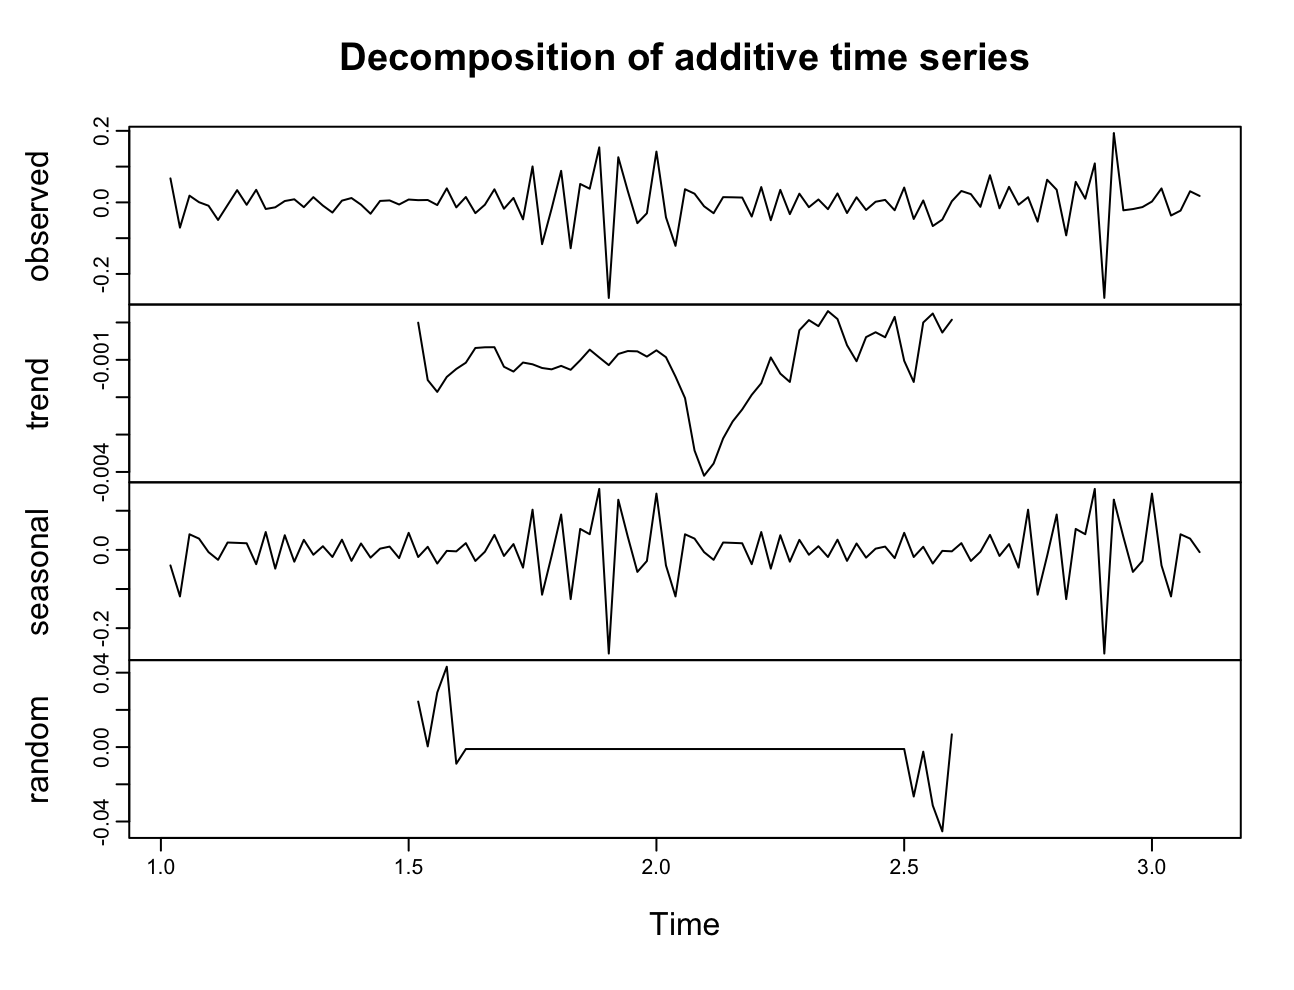 Decomposition of additive time series
observed
0.2
0.0
-0.2
trend
-0.001
-0.004
seasonal
0.0
-0.2
random
0.04
0.00
-0.04
1.0 1.5 2.0 2.5 3.0
Time